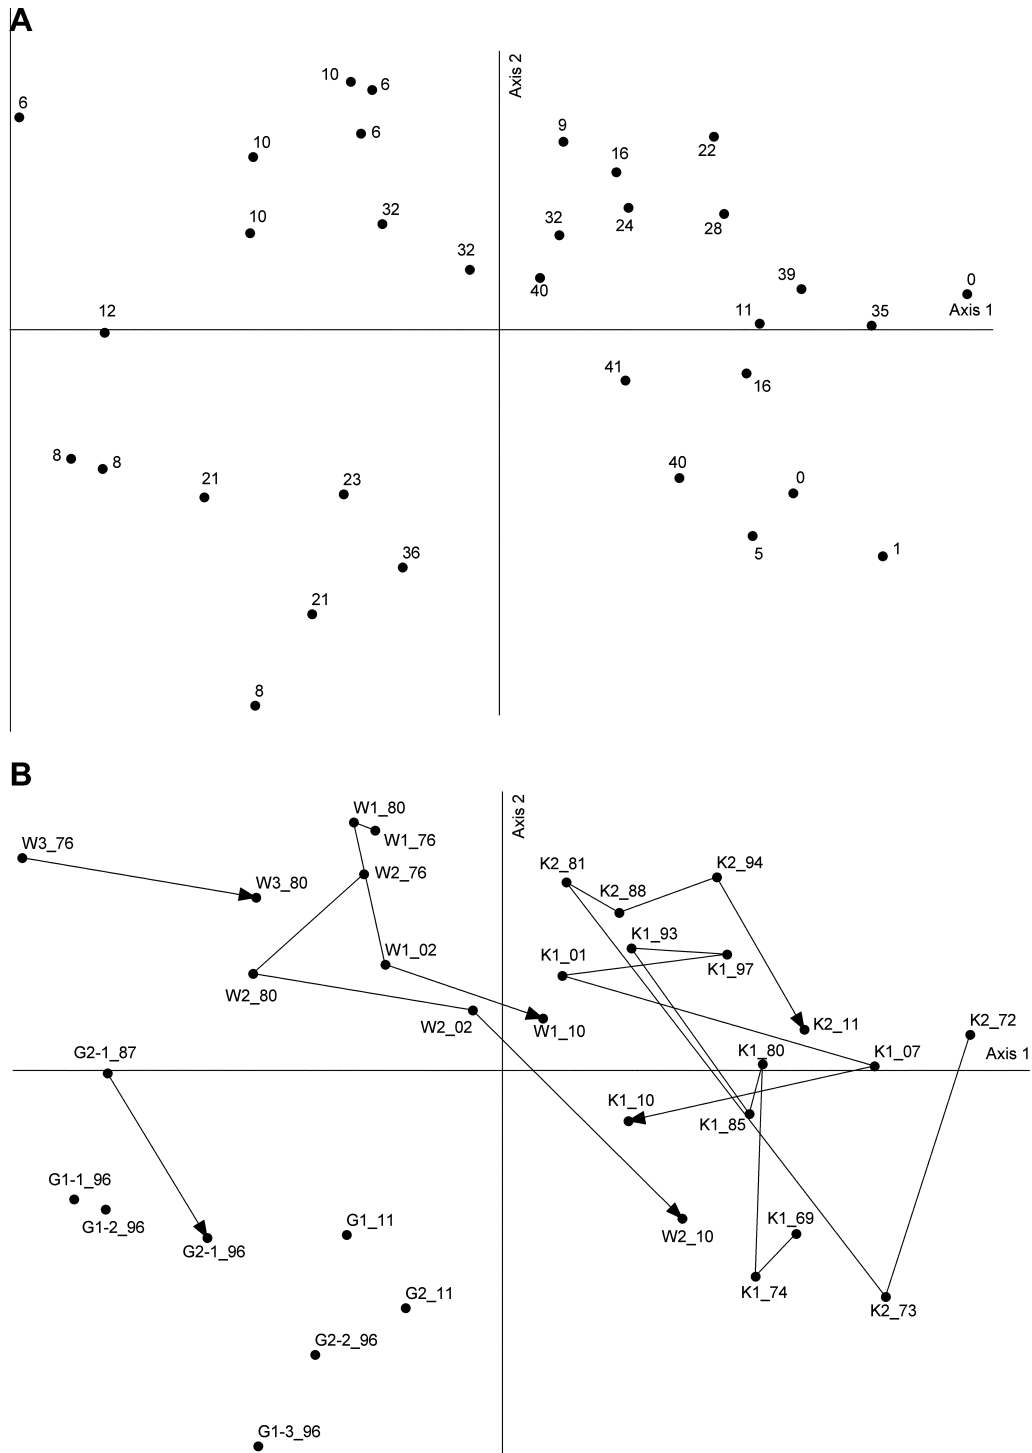 A
Axis 2
10
6
6
6
9
22
10
16
32
10
32
24
28
32
39
0
40
12
11
35
Axis 1
41
16
8
8
40
0
21
23
5
1
36
21
8
B
Axis 2
W1_80
W1_76
W3_76
K2_81
K2_94
W2_76
W3_80
K2_88
K1_93
W1_02
K1_01
K1_97
W2_80
W2_02
W1_10
K2_11
K2_72
G2-1_87
K1_80
K1_07
Axis 1
K1_10
K1_85
G1-1_96
G1-2_96
K1_69
G1_11
W2_10
G2-1_96
K1_74
G2_11
K2_73
G2-2_96
G1-3_96